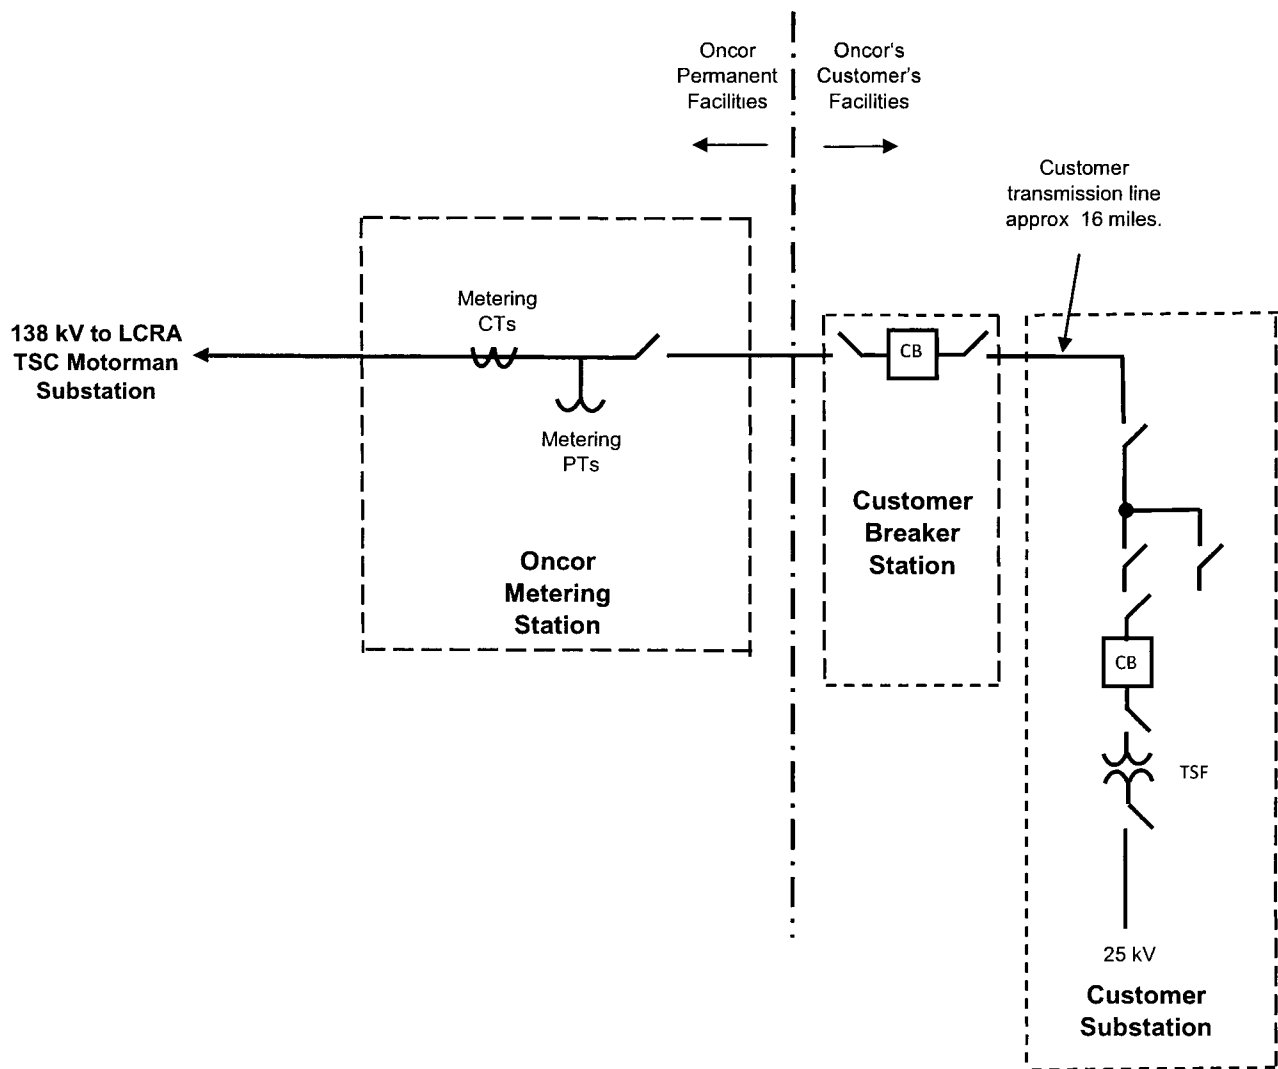 Oncor
Permanent
Facilities
Oncor's
Customer's
Facilities
Customer
transmission line
approx 16 miles.
138 kV to LCRA
TSC Motorman
Substation
Metering
CTs
Metering
PTs
Oncor
Metering
Station
CB
Customer
Breaker
Station
CB
TSF
25 kV
Customer
Substation